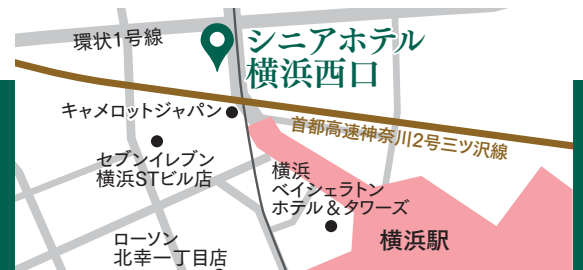 環状1号線
シニアホテル
横浜西口
キャメロットジャパン
首都高速神奈川2号三ツ沢線
セブンイレブン
横浜STビル店
横浜
ベイシェラトン
ホテル＆タワーズ
横浜駅
ローソン
北幸一丁目店